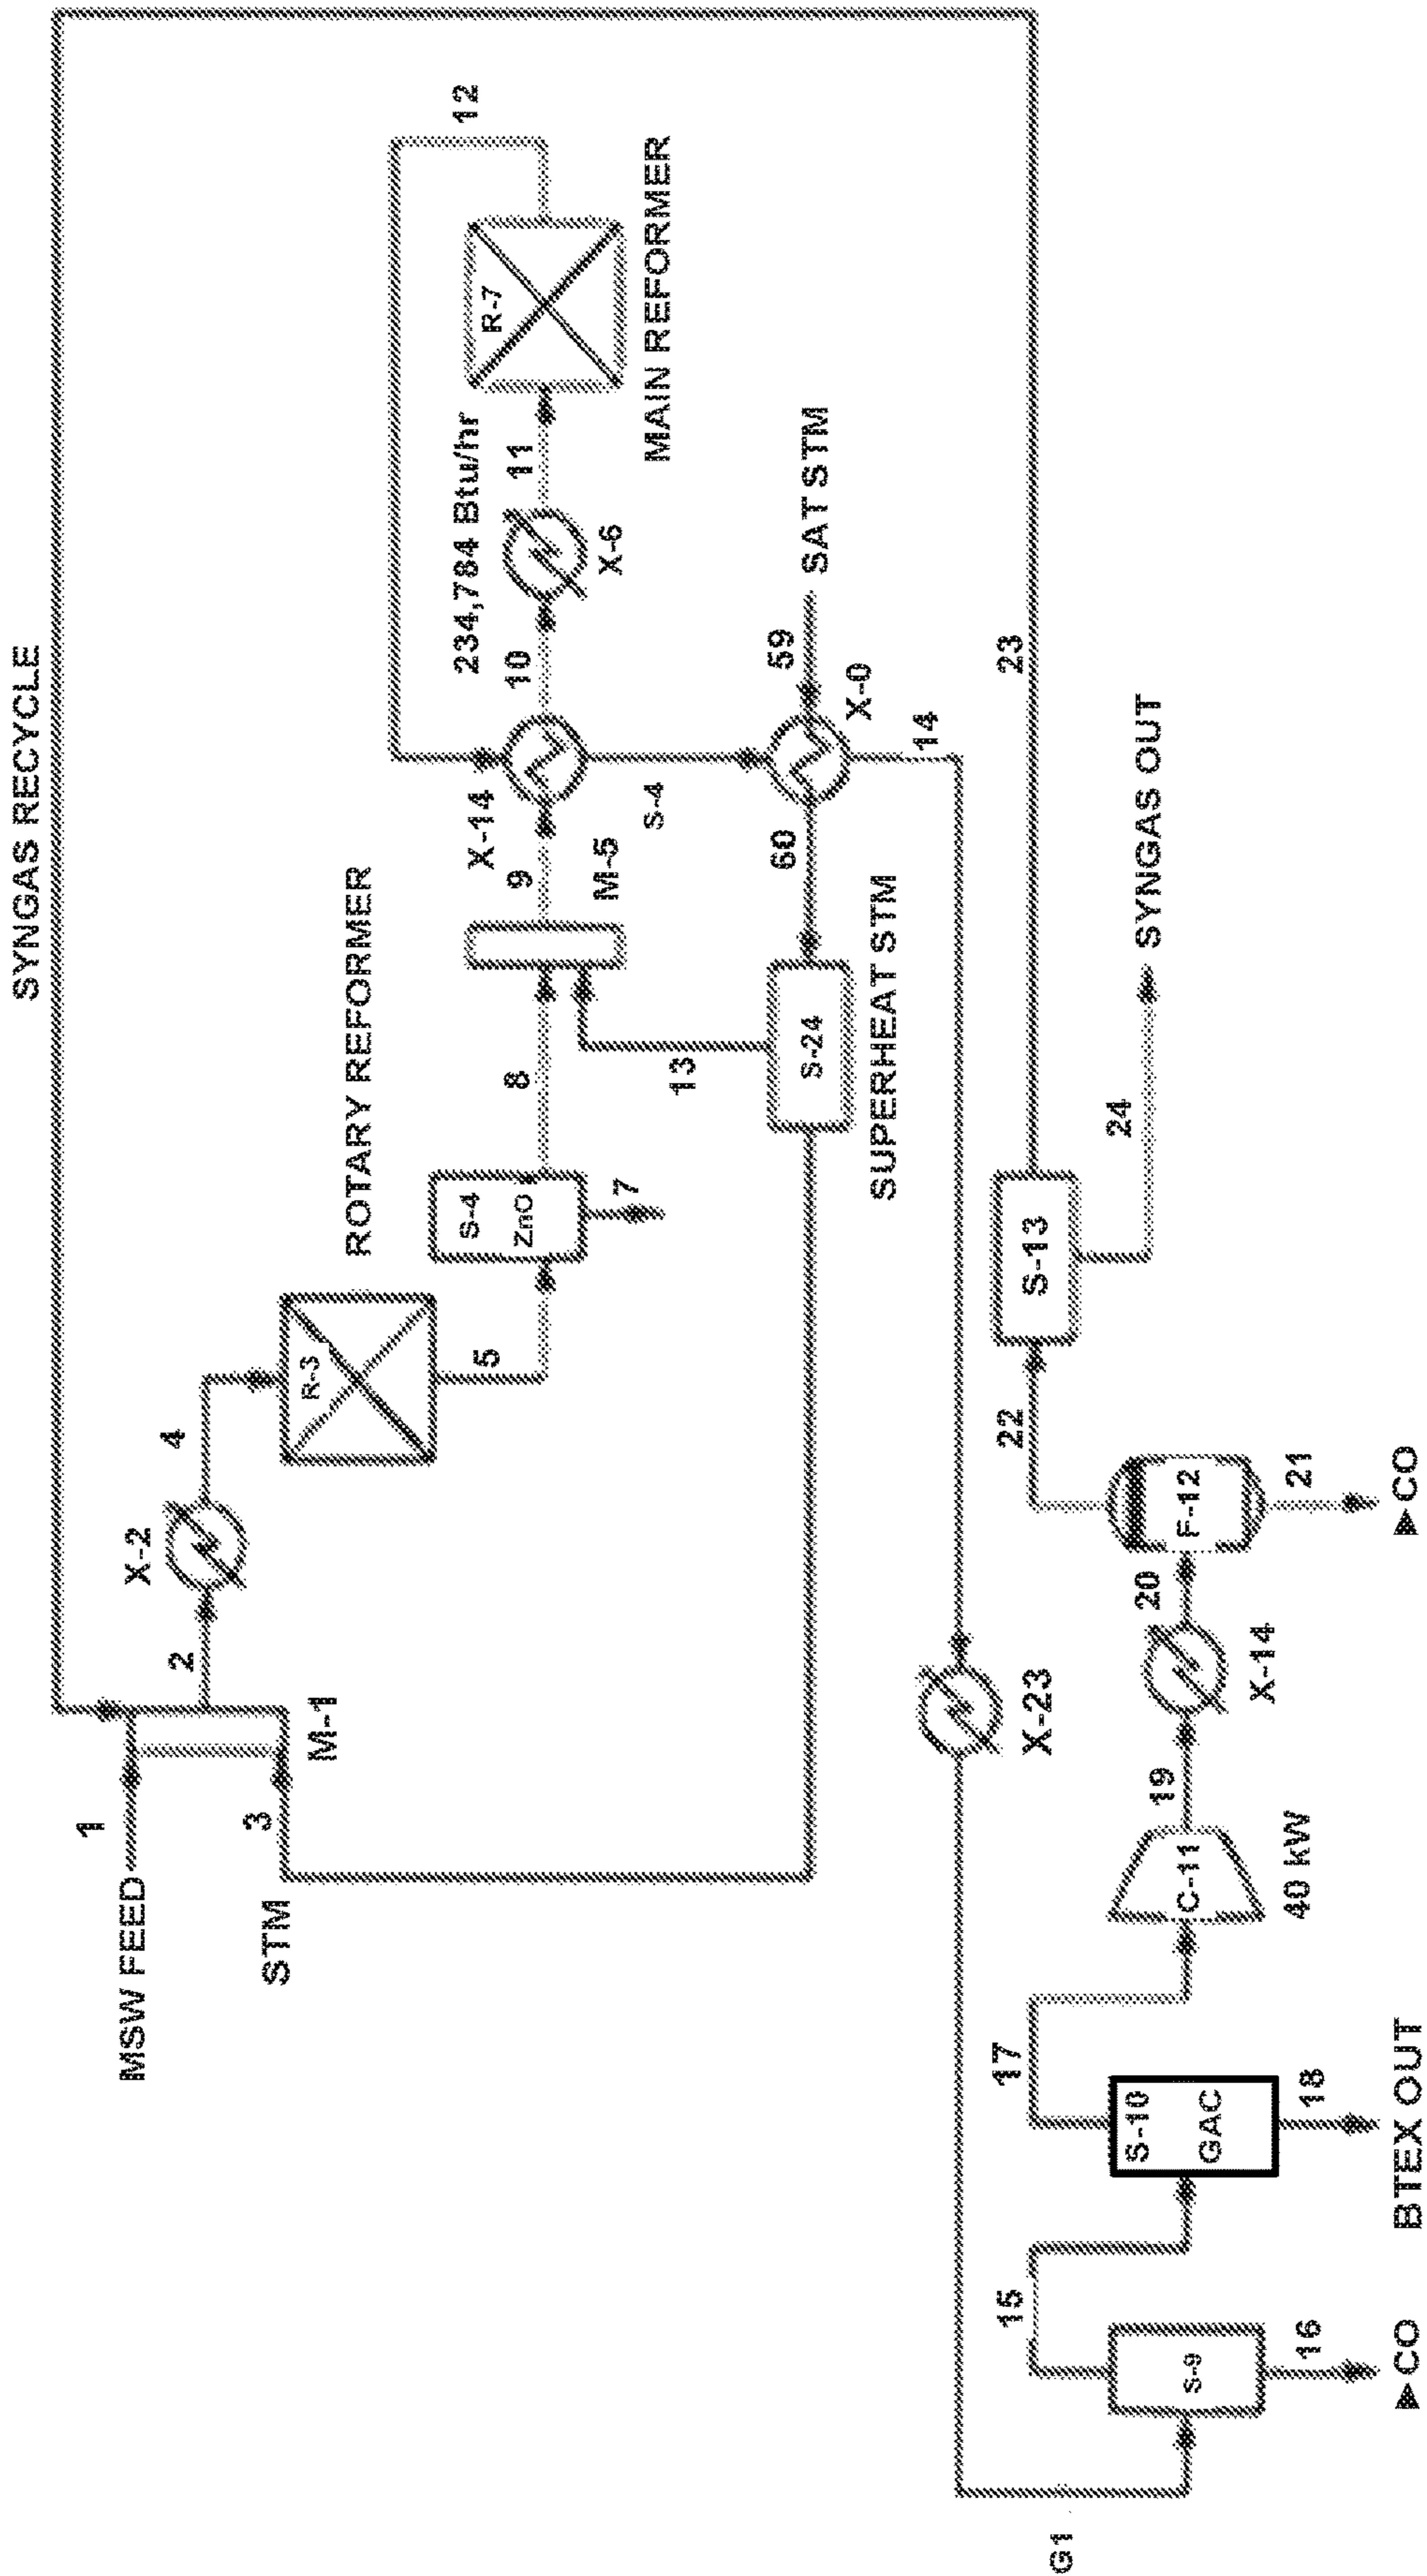 SYNGAS RECYCLE
MSW FEED
1
2
X-2
4
3
STM
M-1
R-3
ROTARY REFORMER
5
S-4
ZnO
7
8
M-5
9
X-14
10
234,784 Btu/hr
X-6
11
R-7
MAIN REFORMER
12
13
S-4
S-24
SUPERHEAT STM
60
59
SAT STM
X-0
14
X-23
G1
S-9
15
16
►CO
S-10
GAC
17
18
BTEX OUT
C-11
40 kW
19
X-14
20
F-12
21
►CO
22
S-13
23
24
SYNGAS OUT